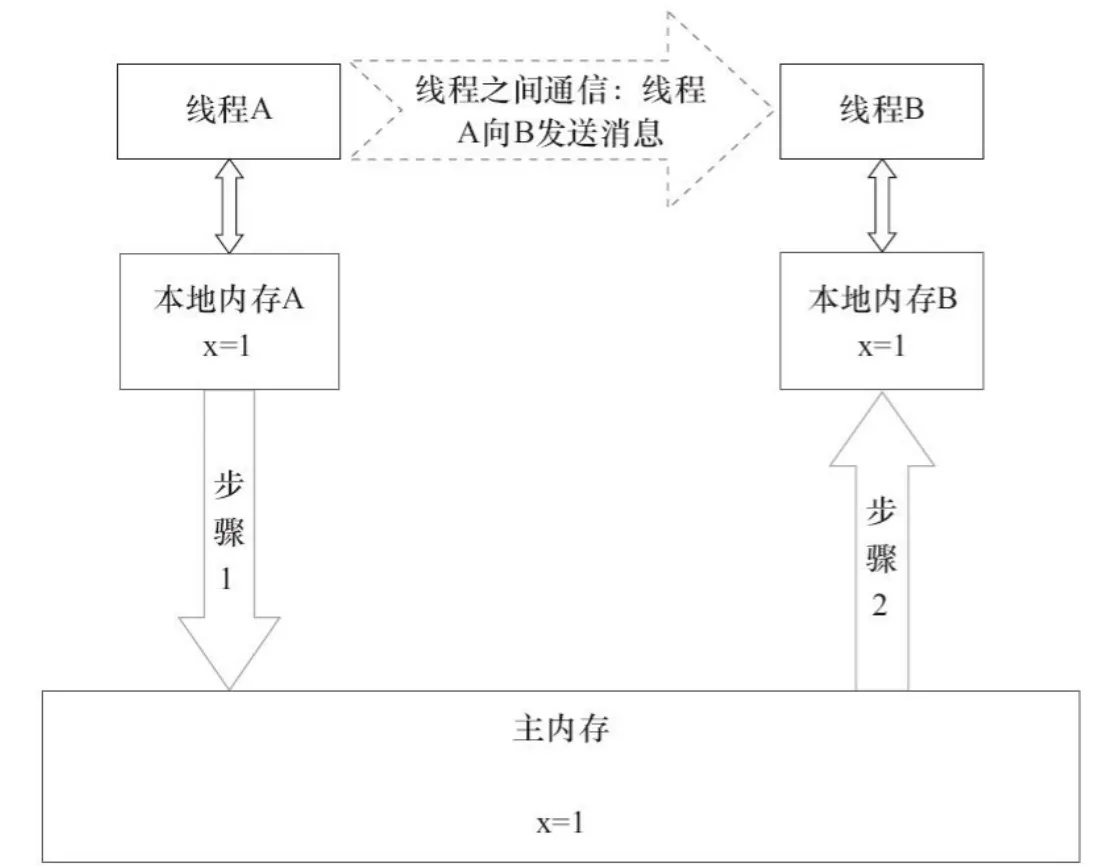 线程A
线程之间通信：线程
A向B发送消息
线程B
本地内存A
x=1
本地内存B
x=1
步
骤
1
步
骤
2
主内存
x=1